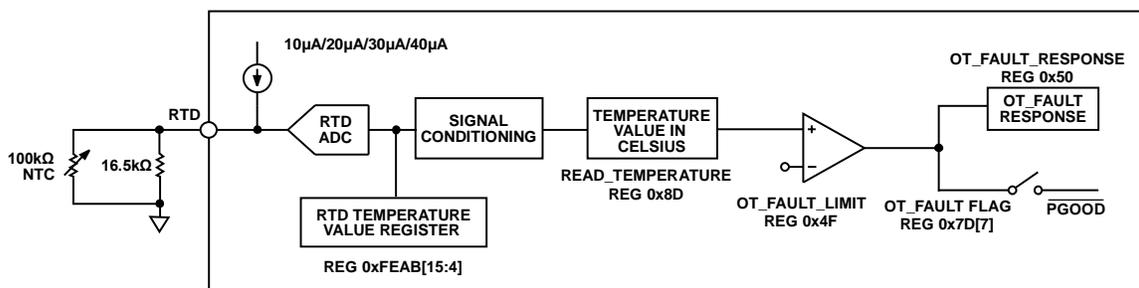 10µA/20µA/30µA/40µA
RTD
100kΩ
NTC
16.5kΩ
RTD
ADC
SIGNAL
CONDITIONING
TEMPERATURE
VALUE IN
CELSIUS
READ_TEMPERATURE
REG 0x8D
RTD TEMPERATURE
VALUE REGISTER
REG 0xFEAB[15:4]
+
–
OT_FAULT_LIMIT
REG 0x4F
OT_FAULT_RESPONSE
REG 0x50
OT_FAULT
RESPONSE
OT_FAULT FLAG
REG 0x7D[7]
PGOOD